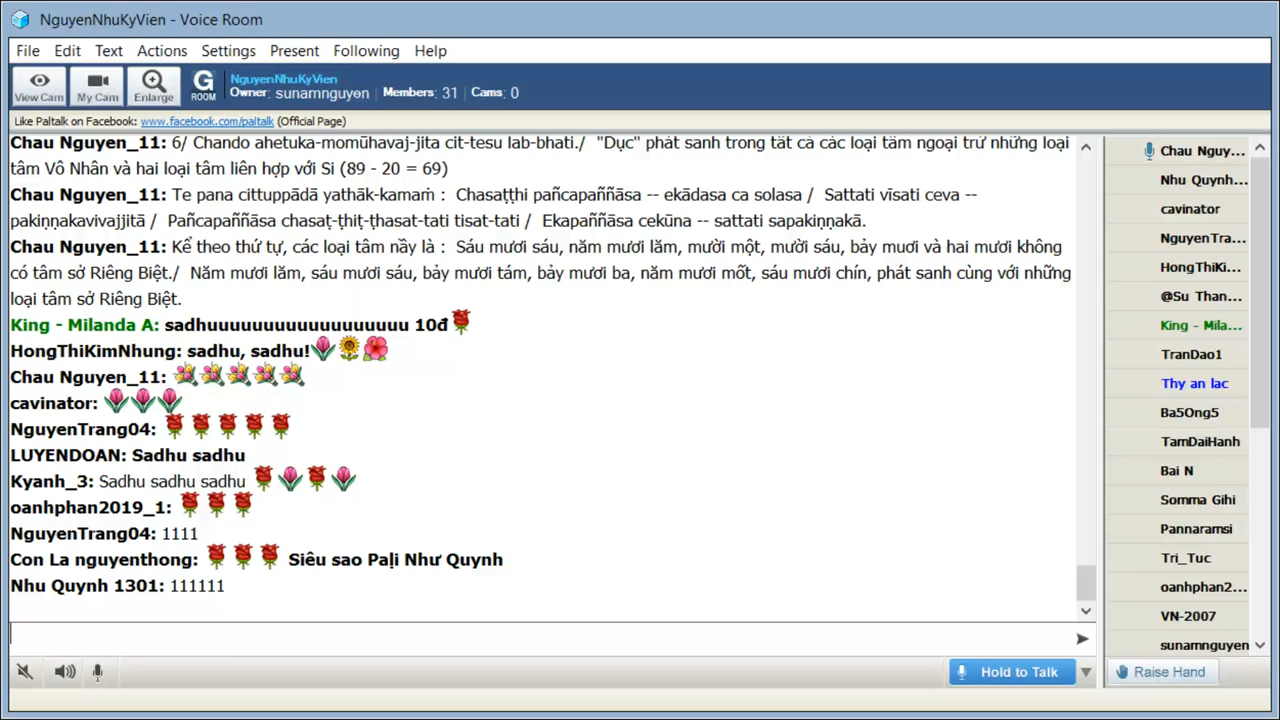 NguyenNhuKyVien - Voice Room
File Edit Text Actions Settings Present Following Help
View Cam
My Cam
Enlarge
G
ROOM
NguyenNhuKyVien
Owner: sunamnguyen Members: 31 Cams: 0
Like Paltalk on Facebook: www.facebook.com/paltalk (Official Page)
Chau Nguyen_11: 6/ Chando ahetuka-momūhavaj-jita cit-tesu lab-bhati./ "Dục" phát sanh trong tất cả các loại tâm ngoại trừ những loại
tâm Vô Nhân và hai loại tâm liên hợp với Si (89 - 20 = 69)
Chau Nguyen_11: Te pana cittuppādā yathāk-kamaṁ : Chasaṭṭhi pañcapaññāsa -- ekādasa ca solasa / Sattati vīsati ceva --
pakiṇṇakavivajjitā / Pañcapaññāsa chasaṭ-ṭhiṭ-ṭhasat-tati tisat-tati / Ekapaññāsa cekūna -- sattati sapakiṇṇakā.
Chau Nguyen_11: Kể theo thứ tự, các loại tâm nầy là : Sáu mươi sáu, năm mươi lăm, mười một, mười sáu, bảy mươi và hai mươi không
có tâm sở Riêng Biệt./ Năm mươi lăm, sáu mươi sáu, bảy mươi tám, bảy mươi ba, năm mươi mốt, sáu mươi chín, phát sanh cùng với những
loại tâm sở Riêng Biệt.
King - Milanda A: sadhuuuuuuuuuuuuuuuuuu 10đ
HongThiKimNhung: sadhu, sadhu!
Chau Nguyen_11:
cavinator:
NguyenTrang04:
LUYENDOAN: Sadhu sadhu
Kyanh_3: Sadhu sadhu sadhu
oanhphan2019_1:
NguyenTrang04: 1111
Con La nguyenthong: Siêu sao Paḷi Như Quỳnh
Nhu Quynh 1301: 111111
Chau Nguy...
Nhu Quynh...
cavinator
NguyenTra...
HongThiKi...
@Su Than...
King - Mila...
TranDao1
Thy an lac
Ba5Ong5
TamDaiHanh
Bai N
Somma Gihi
Pannaramsi
Tri_Tuc
oanhphan2...
VN-2007
sunamnguyen
Hold to Talk
Raise Hand